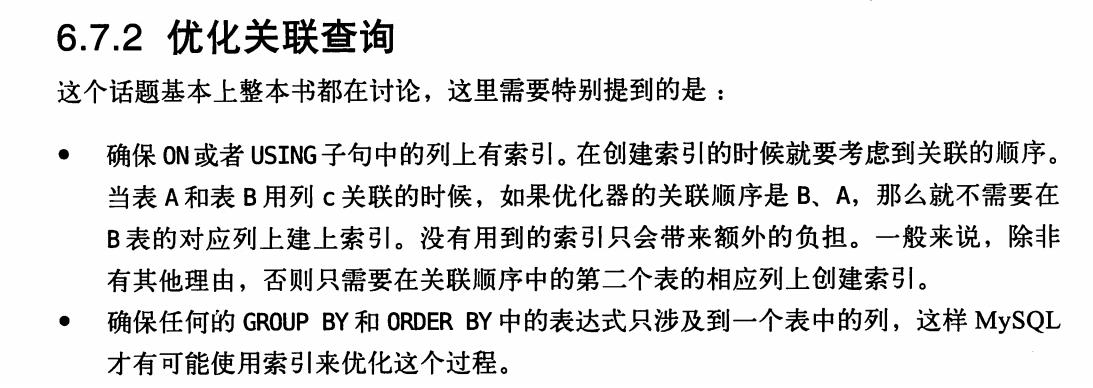 6.7.2 优化关联查询
这个话题基本上整本书都在讨论，这里需要特别提到的是：
• 确保 ON 或者 USING 子句中的列上有索引。在创建索引的时候就要考虑到关联的顺序。
当表 A 和表 B 用列 c 关联的时候，如果优化器的关联顺序是 B、A，那么就不需要在
B 表的对应列上建上索引。没有用到的索引只会带来额外的负担。一般来说，除非
有其他理由，否则只需要在关联顺序中的第二个表的相应列上创建索引。
• 确保任何的 GROUP BY 和 ORDER BY 中的表达式只涉及到一个表中的列，这样 MySQL
才有可能使用索引来优化这个过程。